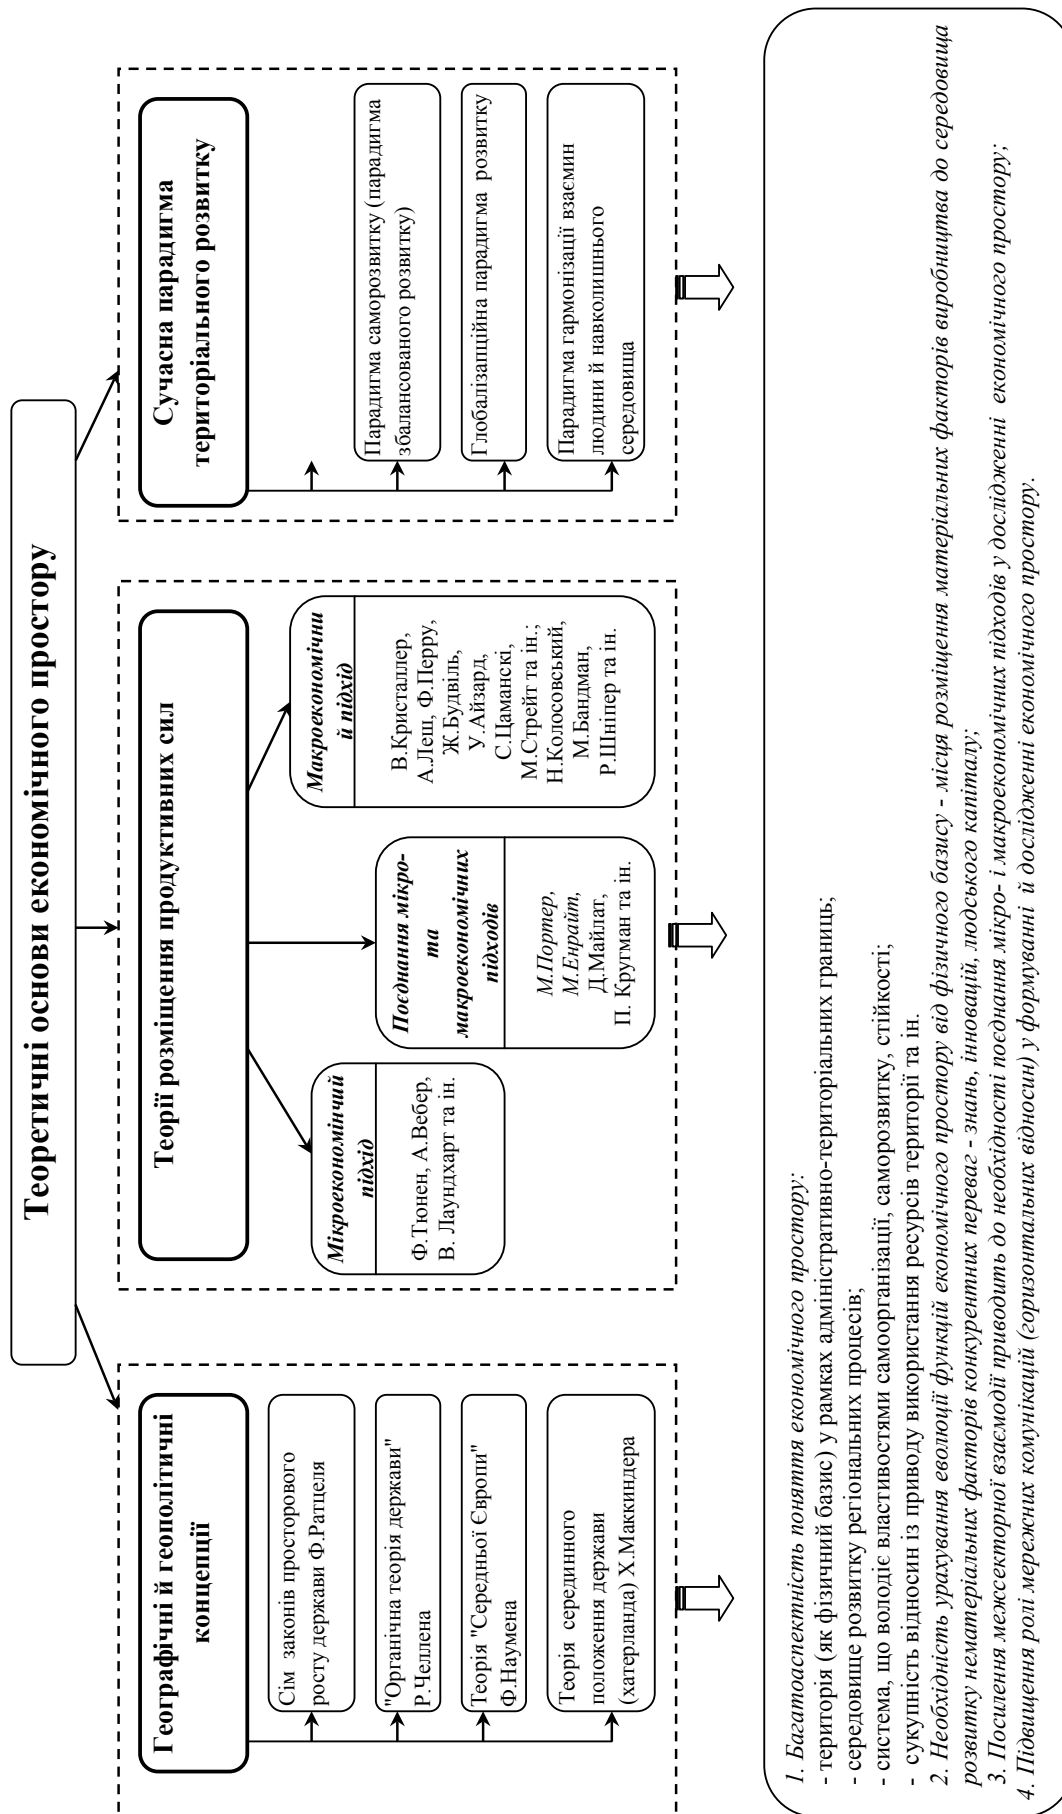 Теоретичні основи економічного простору
Географічні й геополітичні
концепції
Сім законів просторового
росту держави Ф.Ратцеля
"Органічна теорія держави"
Р.Челлена
Теорія "Середньої Європи"
Ф.Наумена
Теорія серединного
положення держави
(хатерланда) Х.Маккиндера
Теорії розміщення продуктивних сил
Мікроекономінчий
підхід
Ф.Тюнен, А.Вебер,
В. Лаундхарт та ін.
Поєднання мікро-
та
макроекономічних
підходів
М.Портер,
М.Енрайт,
Д.Майлат,
П. Кругман та ін.
Макроекономічни
й підхід
В.Кристаллер,
А.Леш, Ф.Перру,
Ж.Будвіль,
У.Айзард,
С.Цаманскі,
М.Стрейт та ін.;
Н.Колосовський,
М.Бандман,
Р.Шніпер та ін.
Сучасна парадигма
територіального розвитку
Парадигма саморозвитку (парадигма
збалансованого розвитку)
Глобалізапційна парадигма розвитку
Парадигма гармонізації взаємин
людини й навколишнього
середовища
1. Багатоаспектність поняття економічного простору:
- територія (як фізичний базис) у рамках адміністративно-територіальних границь;
- середовище розвитку регіональних процесів;
- система, що володіє властивостями самоорганізації, саморозвитку, стійкості;
- сукупність відносин із приводу використання ресурсів території та ін.
2. Необхідність урахування еволюції функцій економічного простору від фізичного базису - місця розміщення матеріальних факторів виробництва до середовища
розвитку нематеріальних факторів конкурентних переваг - знань, інновацій, людського капіталу;
3. Посилення межсекторної взаємодії приводить до необхідності поєднання мікро- і макроекономічних підходів у дослідженні економічного простору;
4. Підвищення ролі мережних комунікацій (горизонтальних відносин) у формуванні й дослідженні економічного простору.